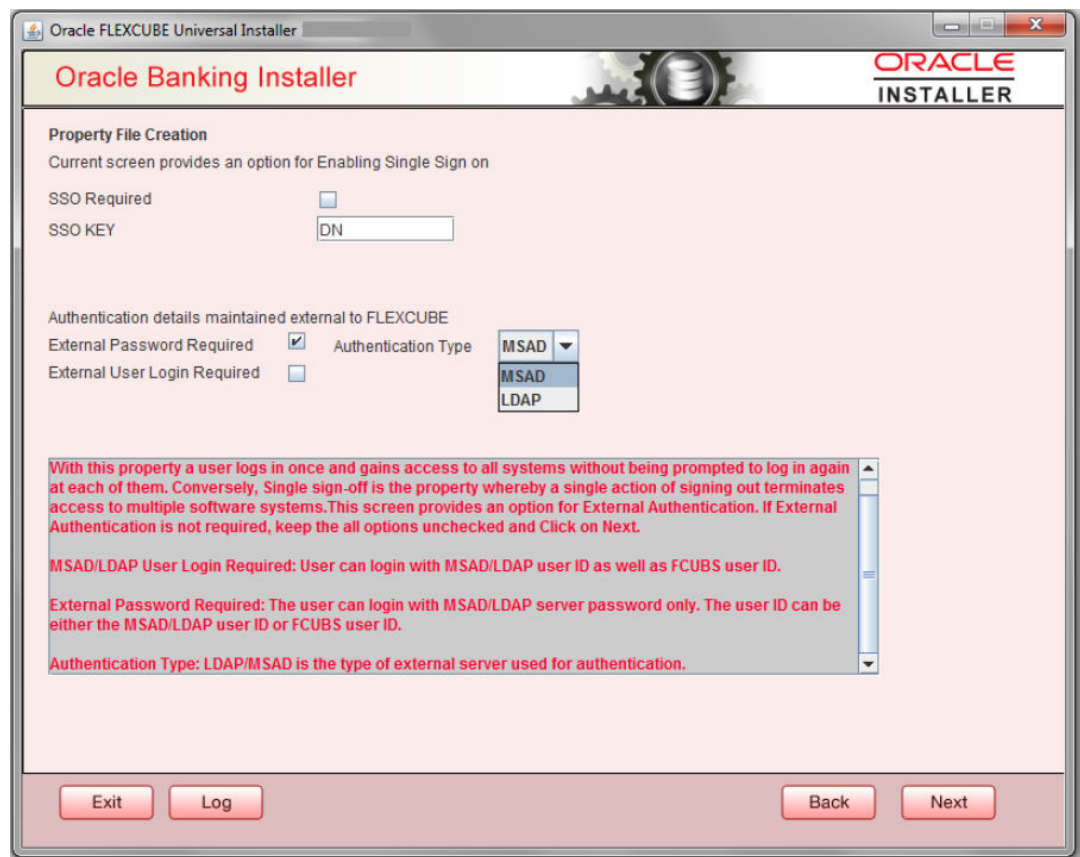 Oracle FLEXCUBE Universal Installer
Oracle Banking Installer
ORACLE
INSTALLER
Property File Creation
Current screen provides an option for Enabling Single Sign on
SSO Required
SSO KEY DN
Authentication details maintained external to FLEXCUBE
External Password Required Authentication Type MSAD
External User Login Required
MSAD
LDAP
With this property a user logs in once and gains access to all systems without being prompted to log in again
at each of them. Conversely, Single sign-off is the property whereby a single action of signing out terminates
access to multiple software systems.This screen provides an option for External Authentication. If External
Authentication is not required, keep the all options unchecked and Click on Next.
MSAD/LDAP User Login Required: User can login with MSAD/LDAP user ID as well as FCUBS user ID.
External Password Required: The user can login with MSAD/LDAP server password only. The user ID can be
either the MSAD/LDAP user ID or FCUBS user ID.
Authentication Type: LDAP/MSAD is the type of external server used for authentication.
Exit Log Back Next